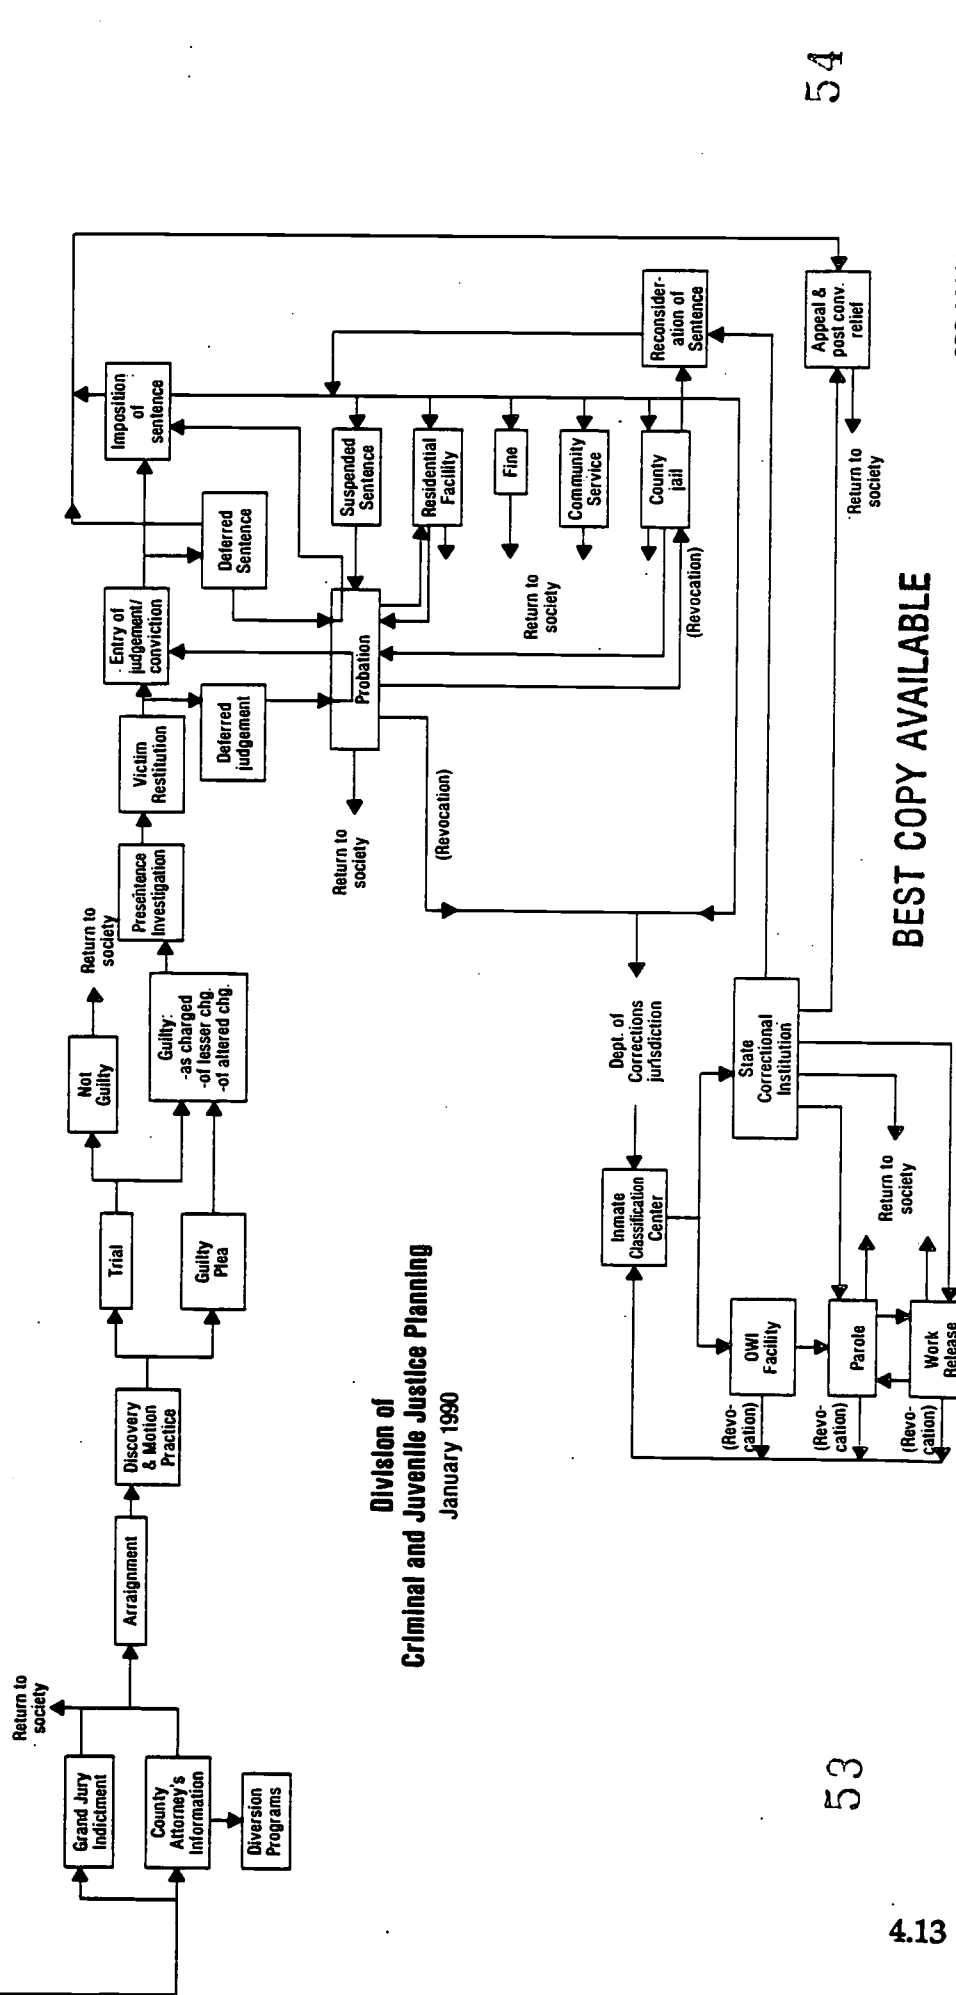 Return to
society
Grand Jury
Indictment
County
Attorney's
Information
Diversion
Programs
Arraignment
Discovery
& Motion
Practice
Trial
Guilty
Plea
Not
Guilty
Return to
society
Guilty:
-as charged
-of lesser chg.
-of altered chg.
Presentence
Investigation
Victim
Restitution
Deferred
judgement
Entry of
judgement/
conviction
Deferred
Sentence
Imposition
of
sentence
Return to
society
Probation
Suspended
Sentence
Residential
Facility
Fine
Community
Service
County
jail
Return to
society
(Revocation)
(Revocation)
Reconsider-
ation of
Sentence
Appeal &
post conv.
relief
Return to
society
Division of
Criminal and Juvenile Justice Planning
January 1990
Dept. of
Corrections
jurisdiction
Inmate
Classification
Center
State
Correctional
Institution
OWI
Facility
Parole
Work
Release
Return to
society
(Revo-
cation)
(Revo-
cation)
(Revo-
cation)
BEST COPY AVAILABLE
53
54
4.13